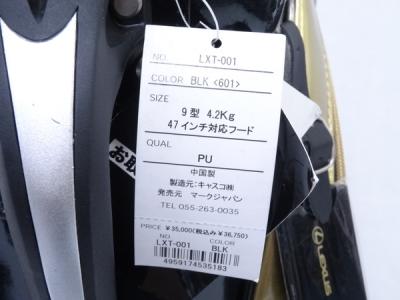 NO. LXT-001
COLOR BLK <601>
SIZE
9型 4.2Kg
47インチ対応フード
QUAL
PU
中国製
製造元:キャスコ㈱
発売元 マークジャパン
TEL 055-263-0035
PRICE ¥35,000(税込み¥36,750)
NO. COLOR
LXT-001 BLK
4959174535183
お取
LEXUS